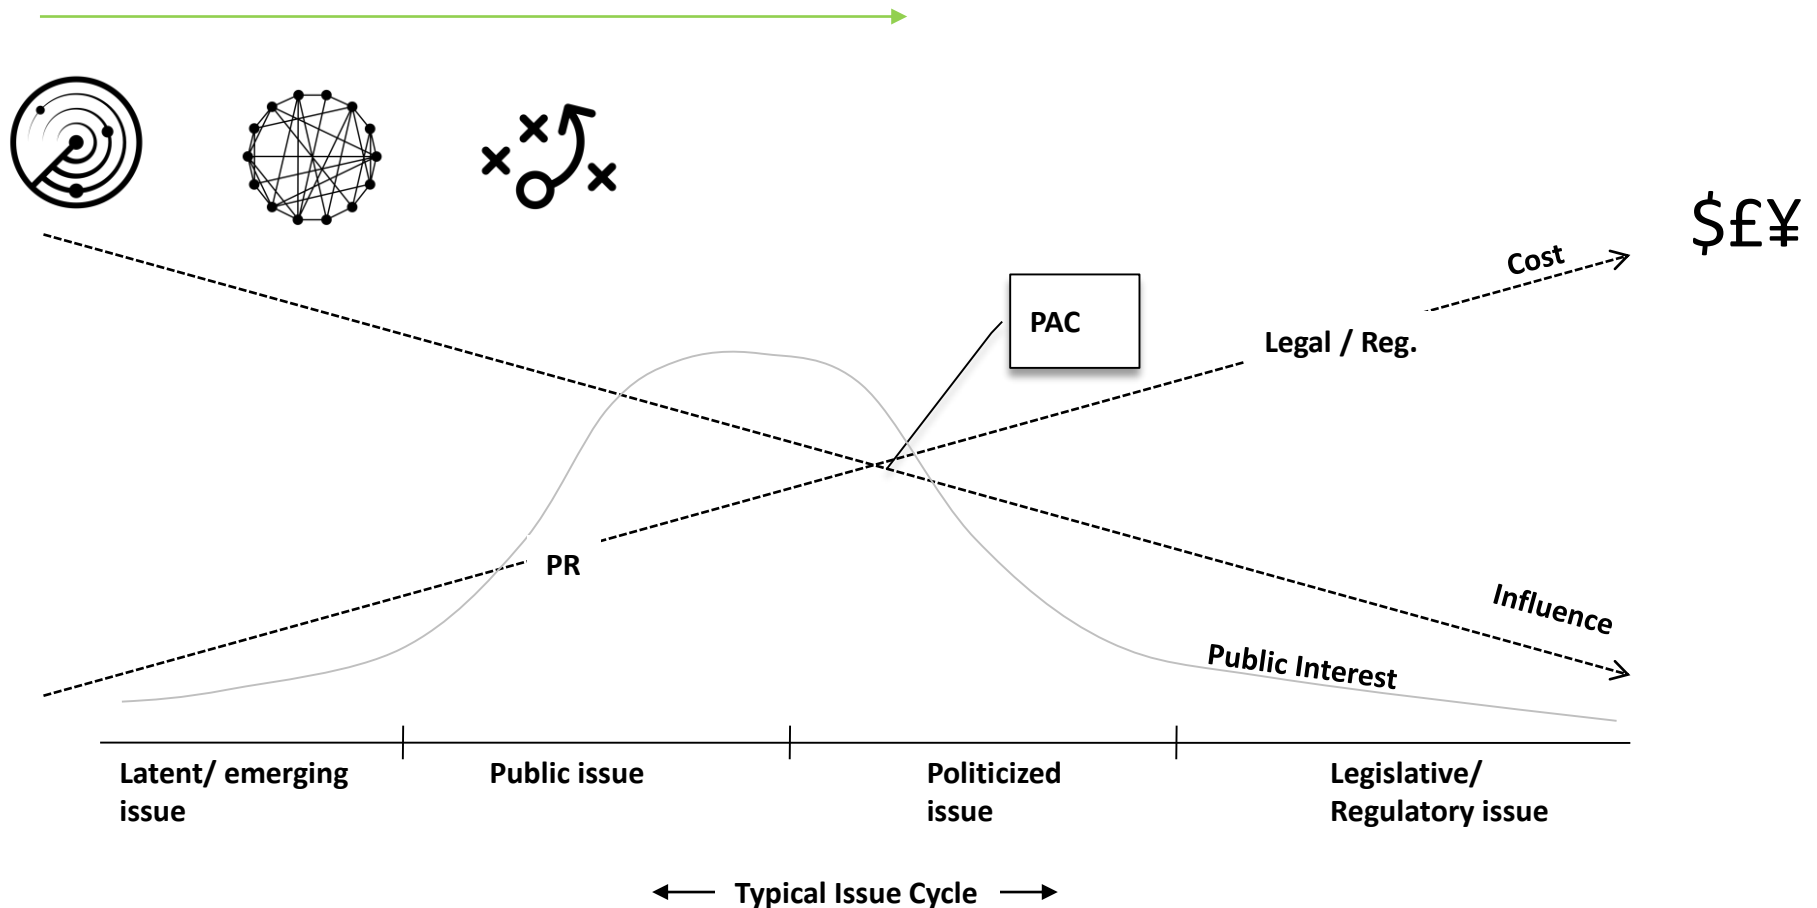 $£¥
Cost
PAC
Legal / Reg.
PR
Influence
Public Interest
Latent/ emerging
issue
Public issue
Politicized
issue
Legislative/
Regulatory issue
Typical Issue Cycle